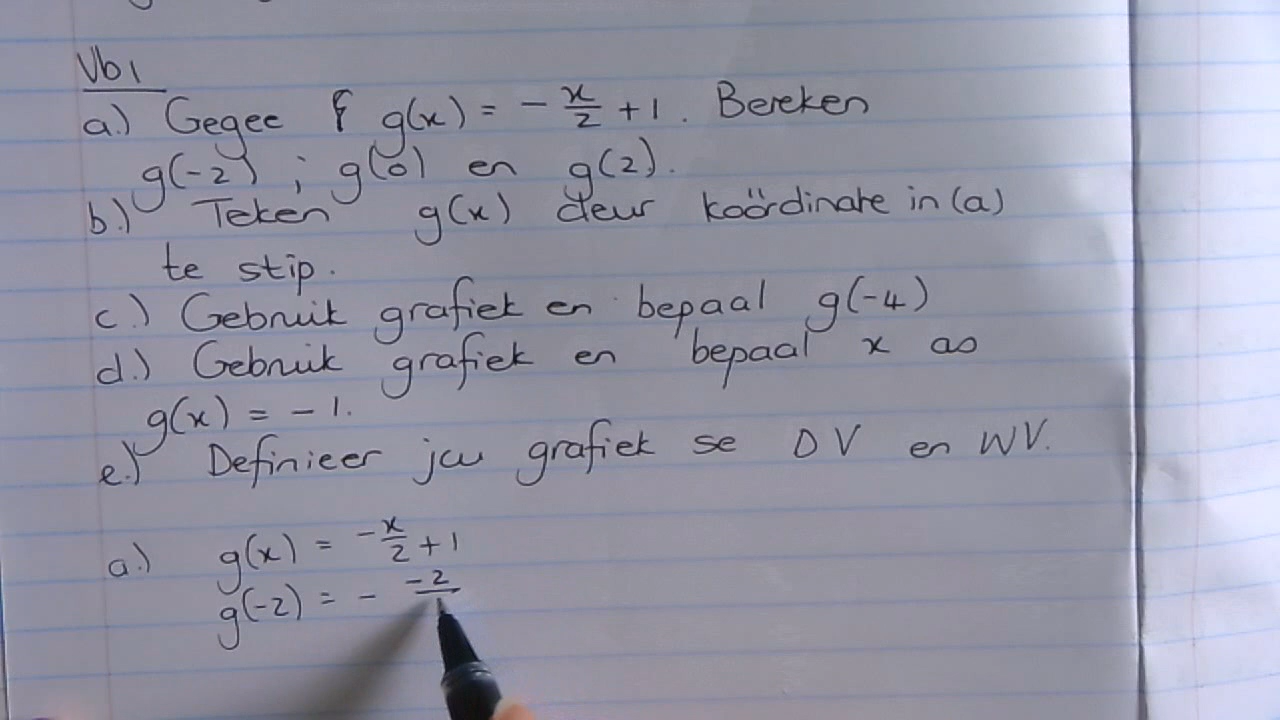 Vb1
a.) Gegee g(x) = - x/2 + 1. Bereken
g(-2) ; g(0) en g(2).
b.) Teken g(x) deur koördinate in (a)
te stip.
c.) Gebruik grafiek en bepaal g(-4)
d.) Gebruik grafiek en bepaal x as
g(x) = -1.
e.) Definieer jou grafiek se DV en WV.
a.) g(x) = -x/2 + 1
g(-2) = - -2/